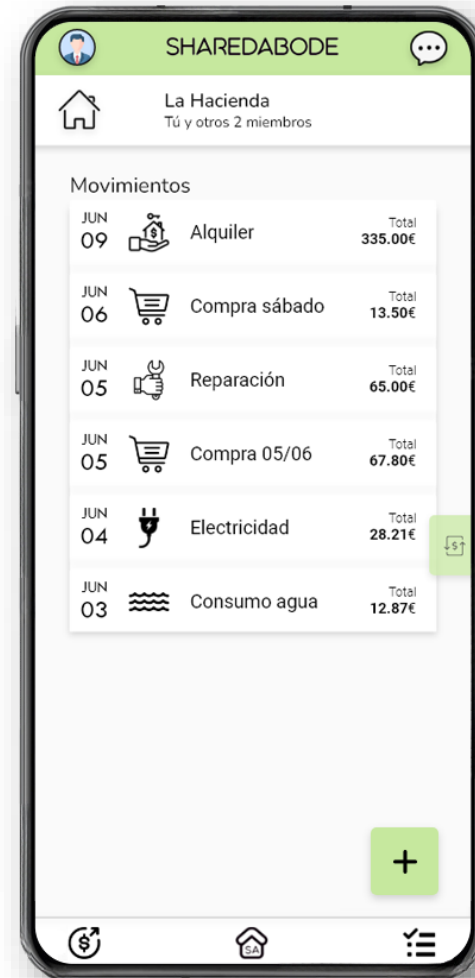 SHAREDABODE
La Hacienda
Tú y otros 2 miembros
Movimientos
JUN
09
Alquiler
Total
335.00€
JUN
06
Compra sábado
Total
13.50€
JUN
05
Reparación
Total
65.00€
JUN
05
Compra 05/06
Total
67.80€
JUN
04
Electricidad
Total
28.21€
$
JUN
03
Consumo agua
Total
12.87€
+
$
SA